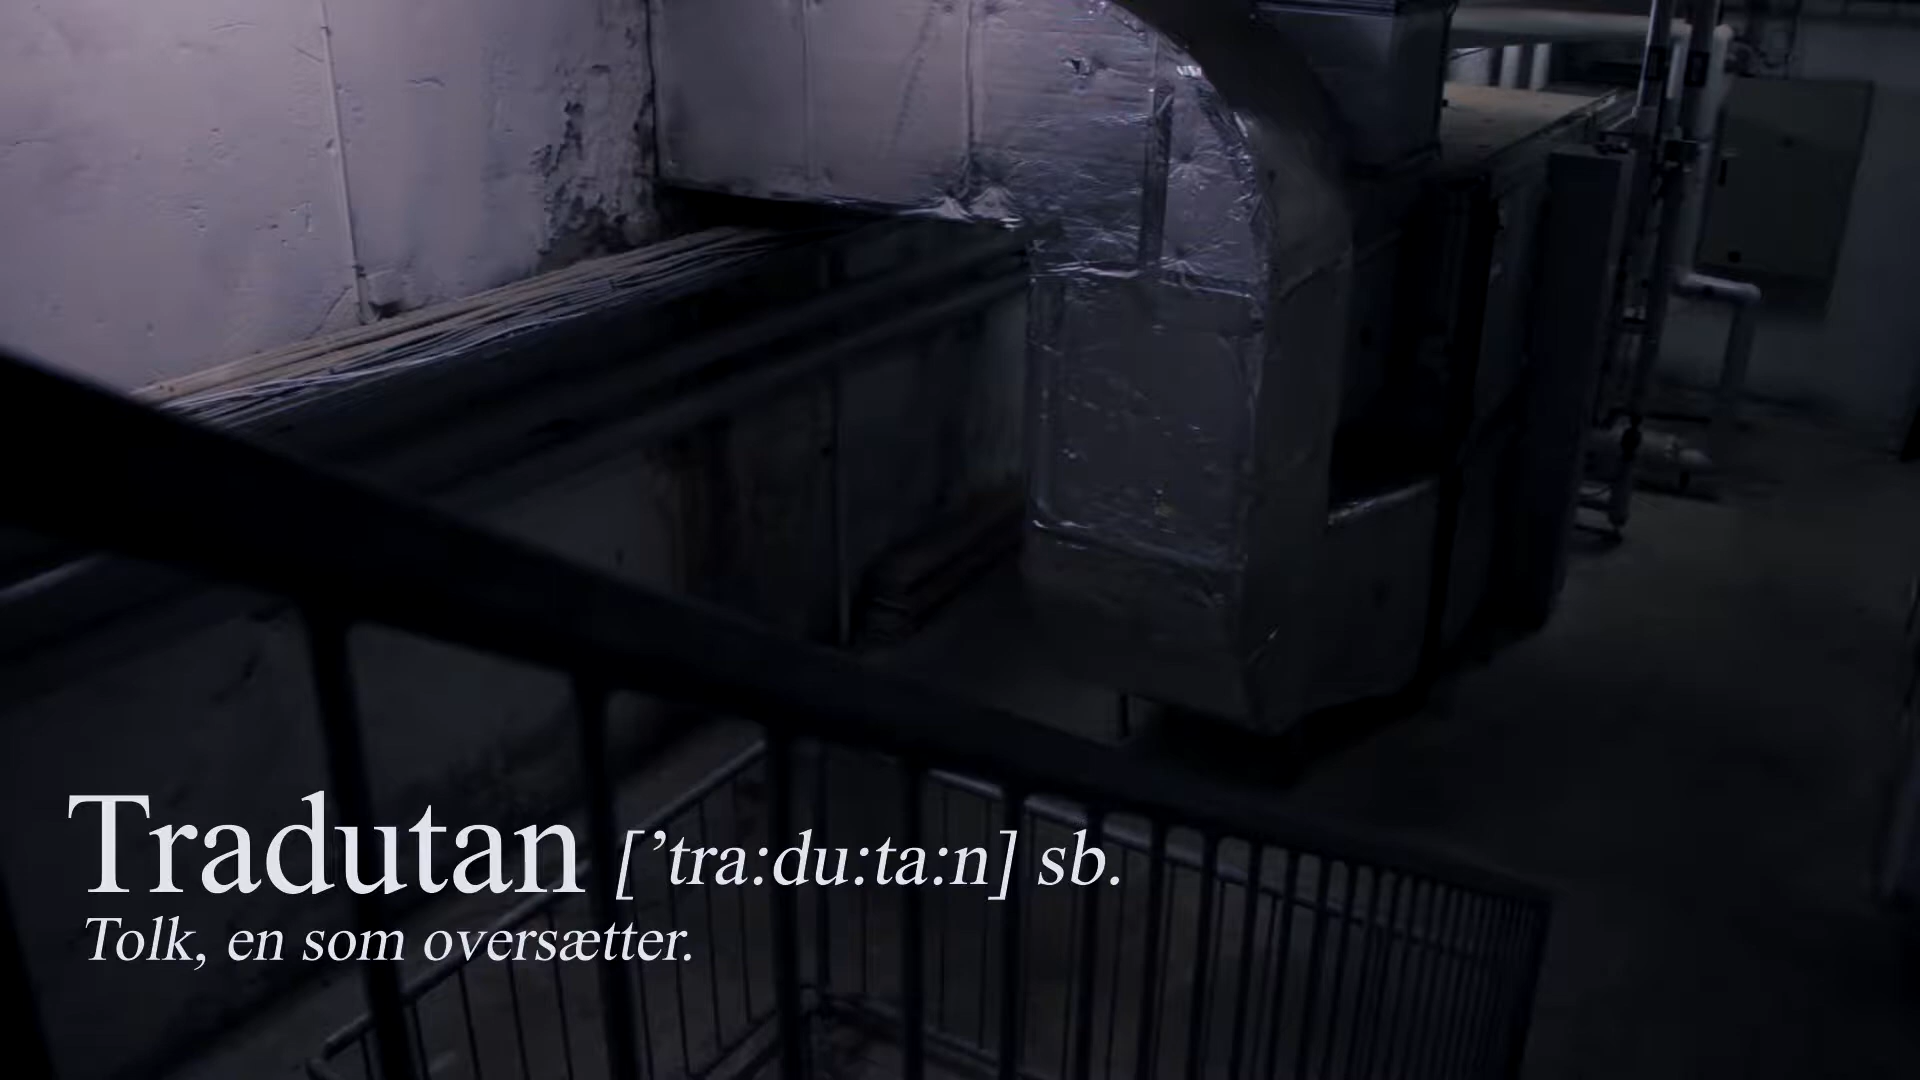 Tradutan [’tra:du:ta:n] sb.
Tolk, en som oversætter.